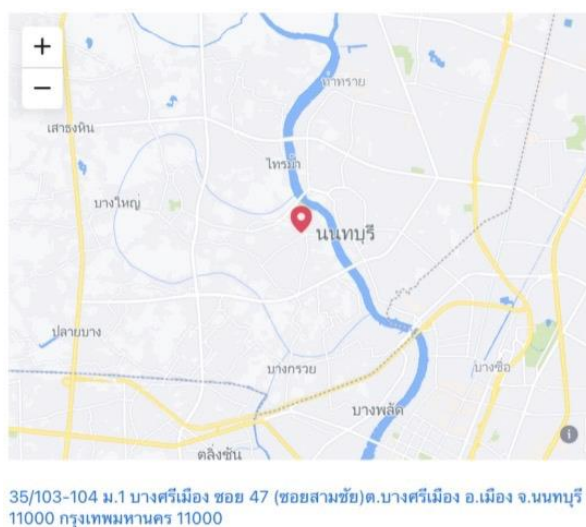 +
ท่าทราย
−
เสาธงหิน
ไทรม้า
บางใหญ่
นนทบุรี
ปลายบาง
บางกรวย
บางซื่อ
บางพลัด
ตลิ่งชัน
35/103-104 ม.1 บางศรีเมือง ซอย 47 (ซอยสามชัย)ต.บางศรีเมือง อ.เมือง จ.นนทบุรี
11000 กรุงเทพมหานคร 11000